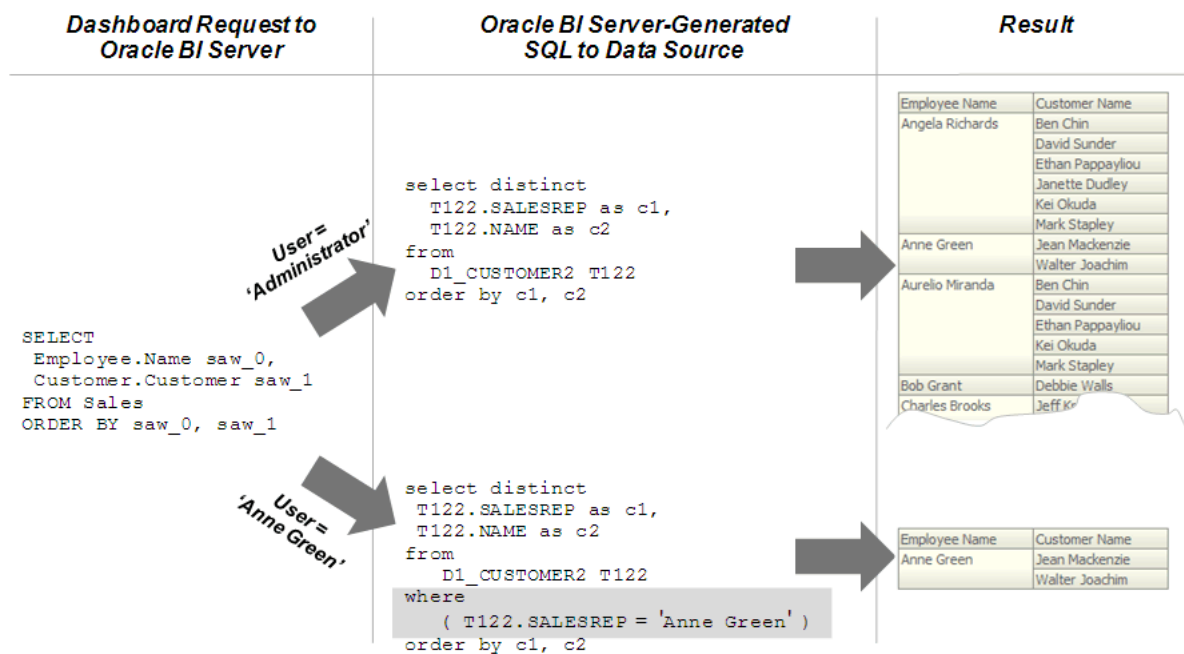 Dashboard Request to
Oracle BI Server
Oracle BI Server-Generated
SQL to Data Source
Result
SELECT
Employee.Name saw_0,
Customer.Customer saw_1
FROM Sales
ORDER BY saw_0, saw_1
User=
‘Administrator’
select distinct
T122.SALESREP as c1,
T122.NAME as c2
from
D1_CUSTOMER2 T122
order by c1, c2
Employee Name Customer Name
Angela Richards Ben Chin
David Sunder
Ethan Pappayliou
Janette Dudley
Kei Okuda
Mark Stapley
Anne Green Jean Mackenzie
Walter Joachim
Aurelio Miranda Ben Chin
David Sunder
Ethan Pappayliou
Kei Okuda
Mark Stapley
Bob Grant Debbie Walls
Charles Brooks Jeff
User=
‘Anne Green’
select distinct
T122.SALESREP as c1,
T122.NAME as c2
from
D1_CUSTOMER2 T122
where
( T122.SALESREP = 'Anne Green' )
order by c1, c2
Employee Name Customer Name
Anne Green Jean Mackenzie
Walter Joachim